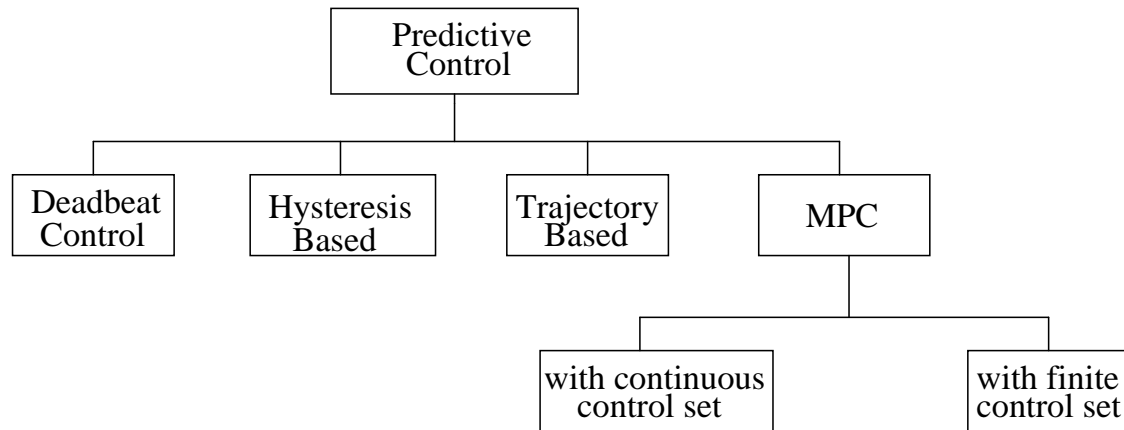 Predictive
Control
Deadbeat
Control
Hysteresis
Based
Trajectory
Based
MPC
with continuous
control set
with finite
control set